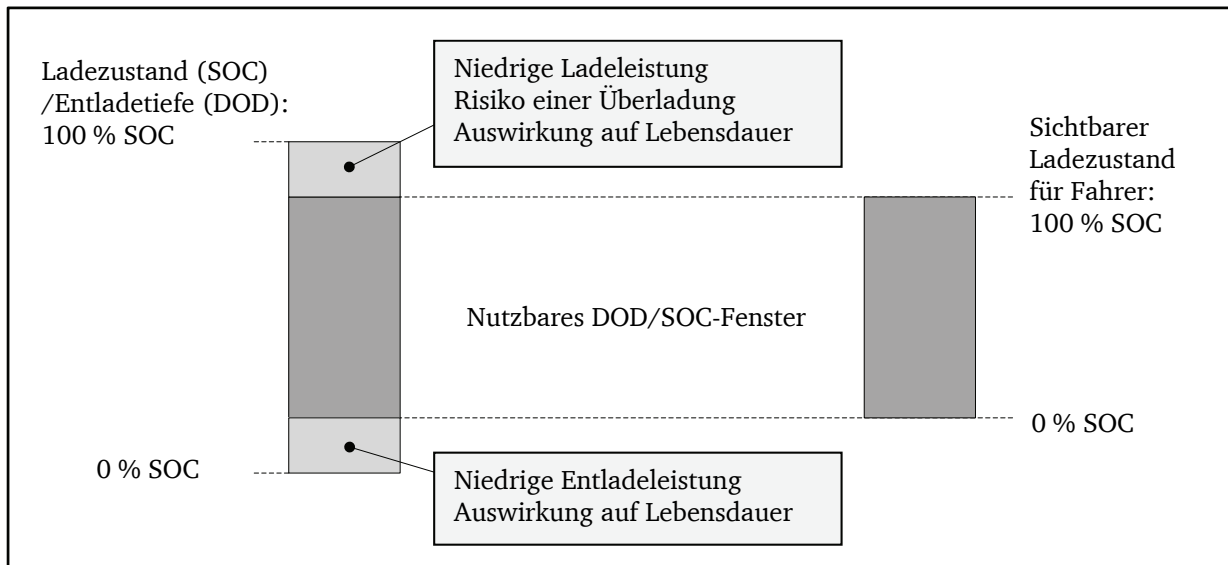 Ladezustand (SOC)
/Entladetiefe (DOD):
100 % SOC
Niedrige Ladeleistung
Risiko einer Überladung
Auswirkung auf Lebensdauer
Sichtbarer
Ladezustand
für Fahrer:
100 % SOC
Nutzbares DOD/SOC-Fenster
0 % SOC
0 % SOC
Niedrige Entladeleistung
Auswirkung auf Lebensdauer